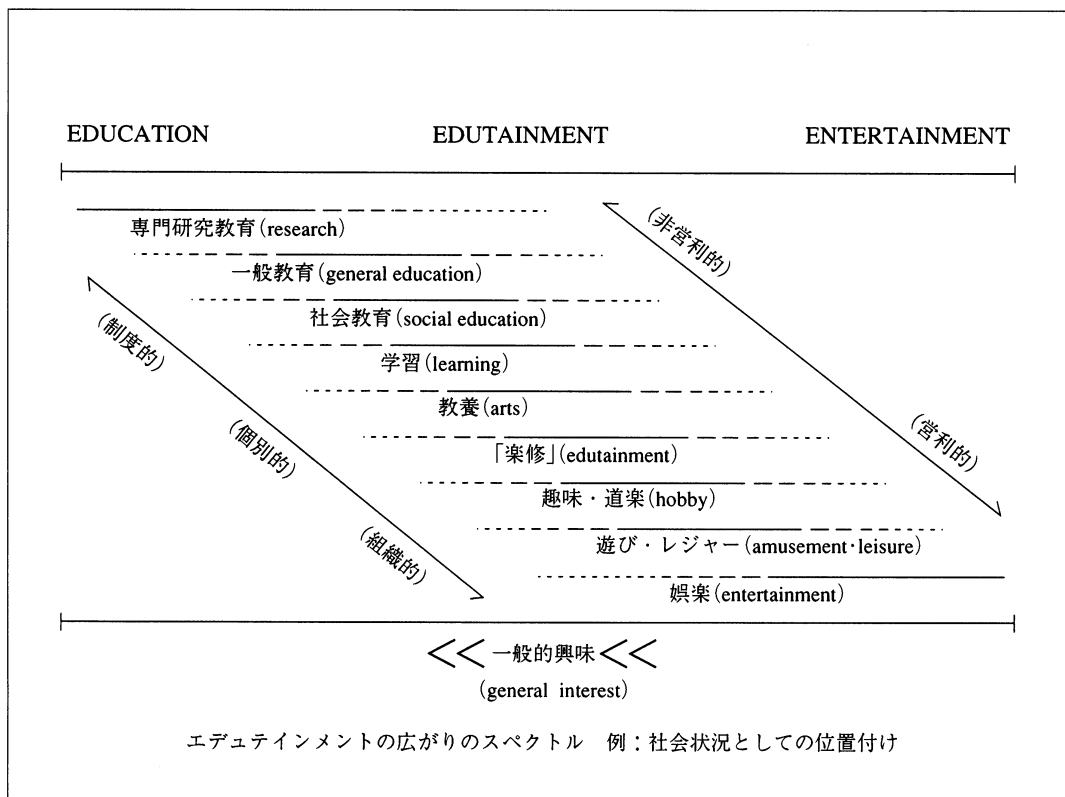 EDUCATION EDUTAINMENT ENTERTAINMENT
専門研究教育(research)
(非営利的)
一般教育(general education)
社会教育(social education)
(制度的)
学習(learning)
教養(arts)
(営利的)
(個別的)
「楽修」(edutainment)
趣味・道楽(hobby)
(組織的)
遊び・レジャー(amusement・leisure)
娯楽(entertainment)
<< 一般的興味 <<
(general interest)
エデュテインメントの広がりのスペクトル 例：社会状況としての位置付け